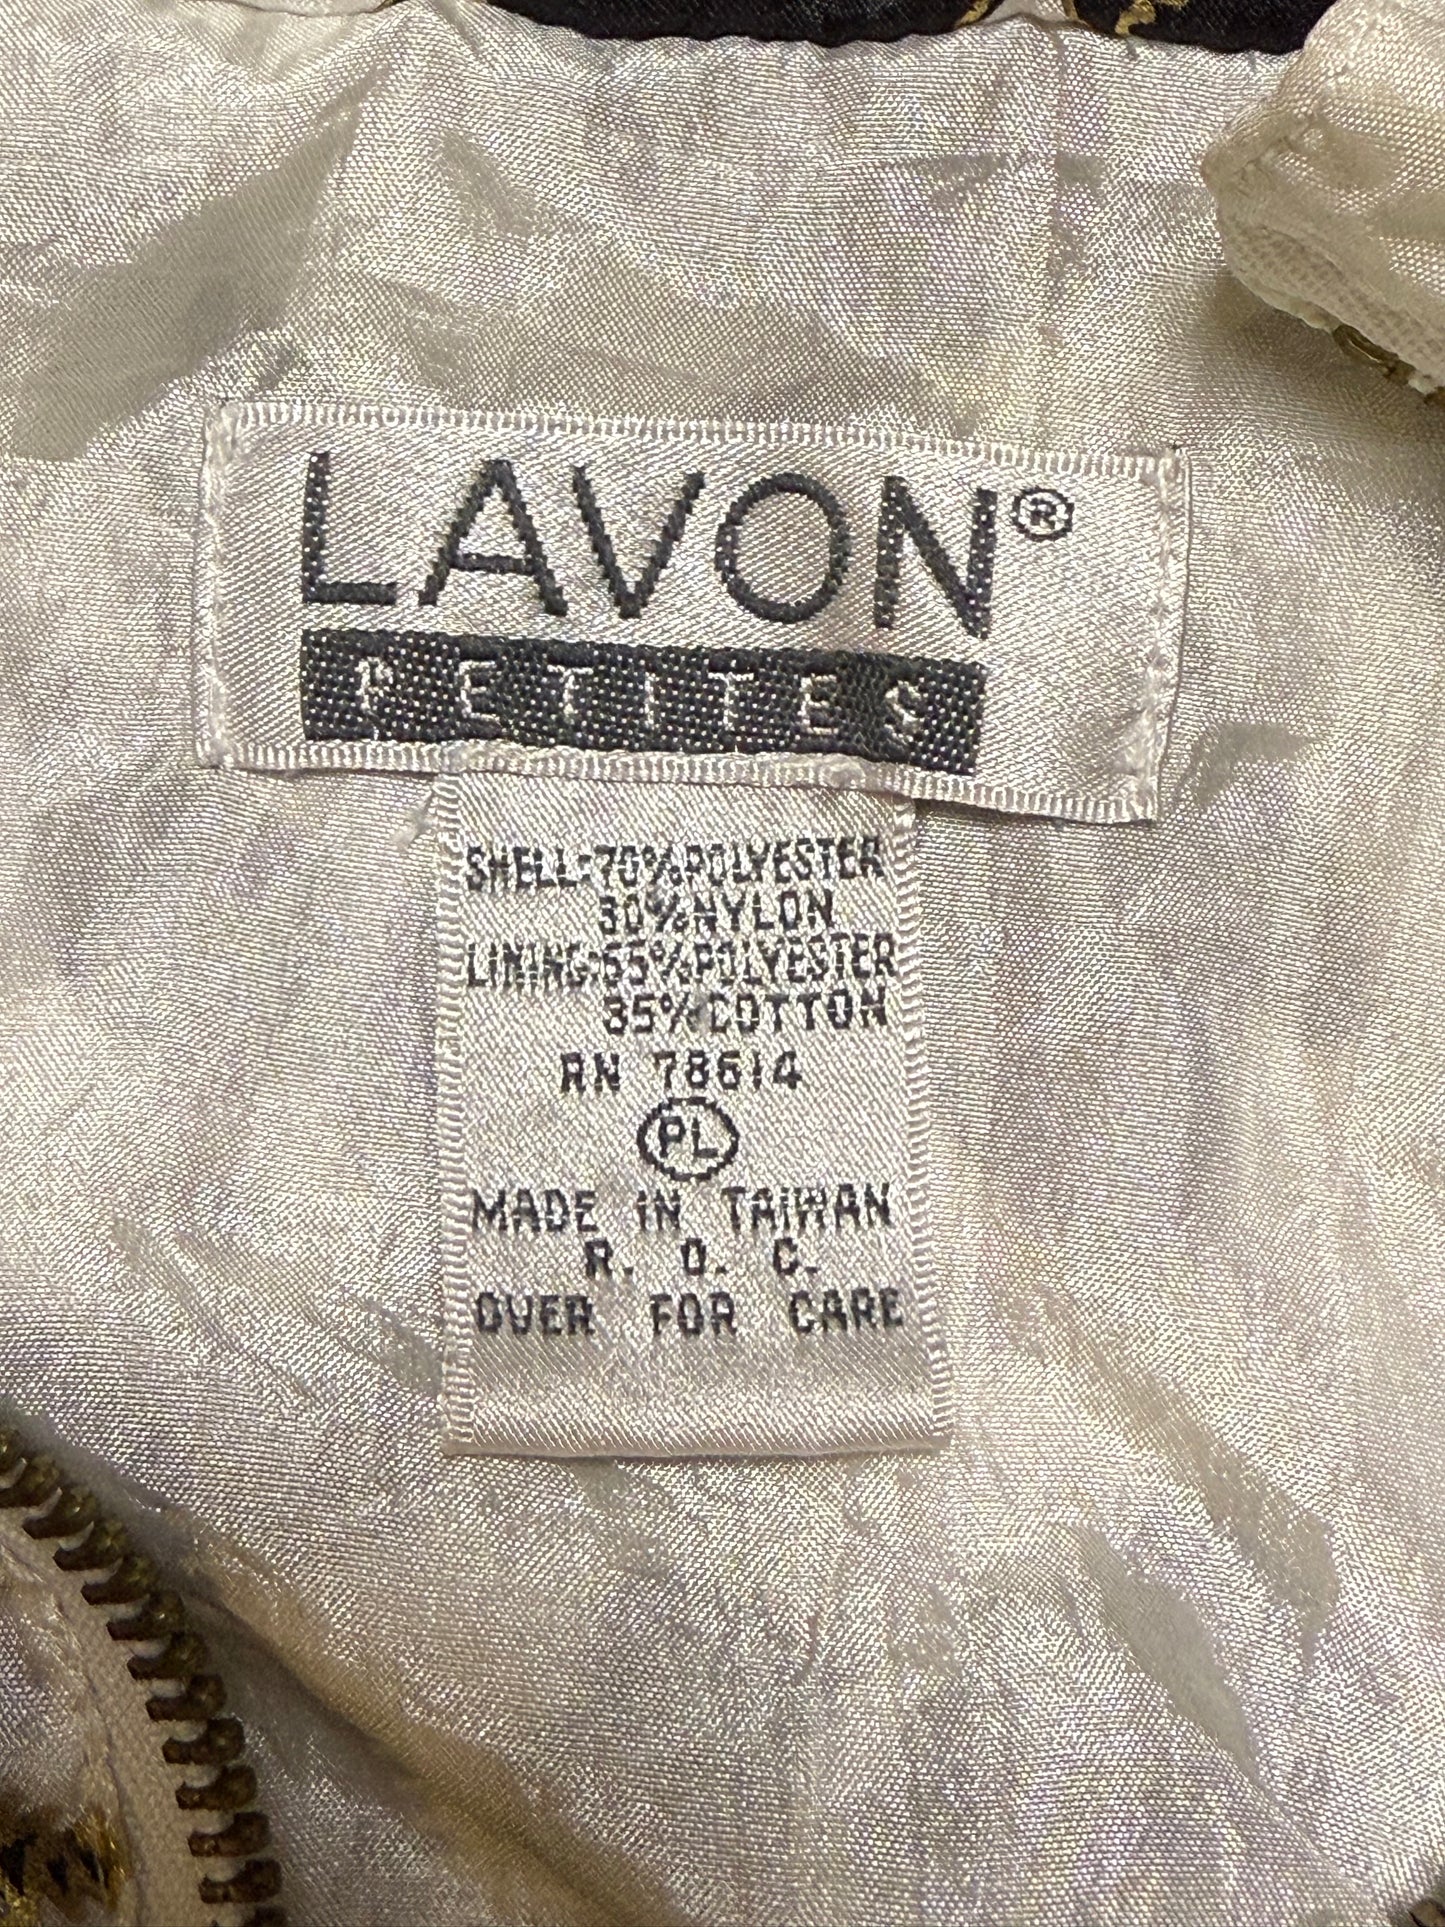 LAVON®
PETITES
SHELL:70%POLYESTER
30%NYLON
LINING:65%POLYESTER
35%COTTON
RN 78614
PL
MADE IN TAIWAN
R. O. C.
OVER FOR CARE